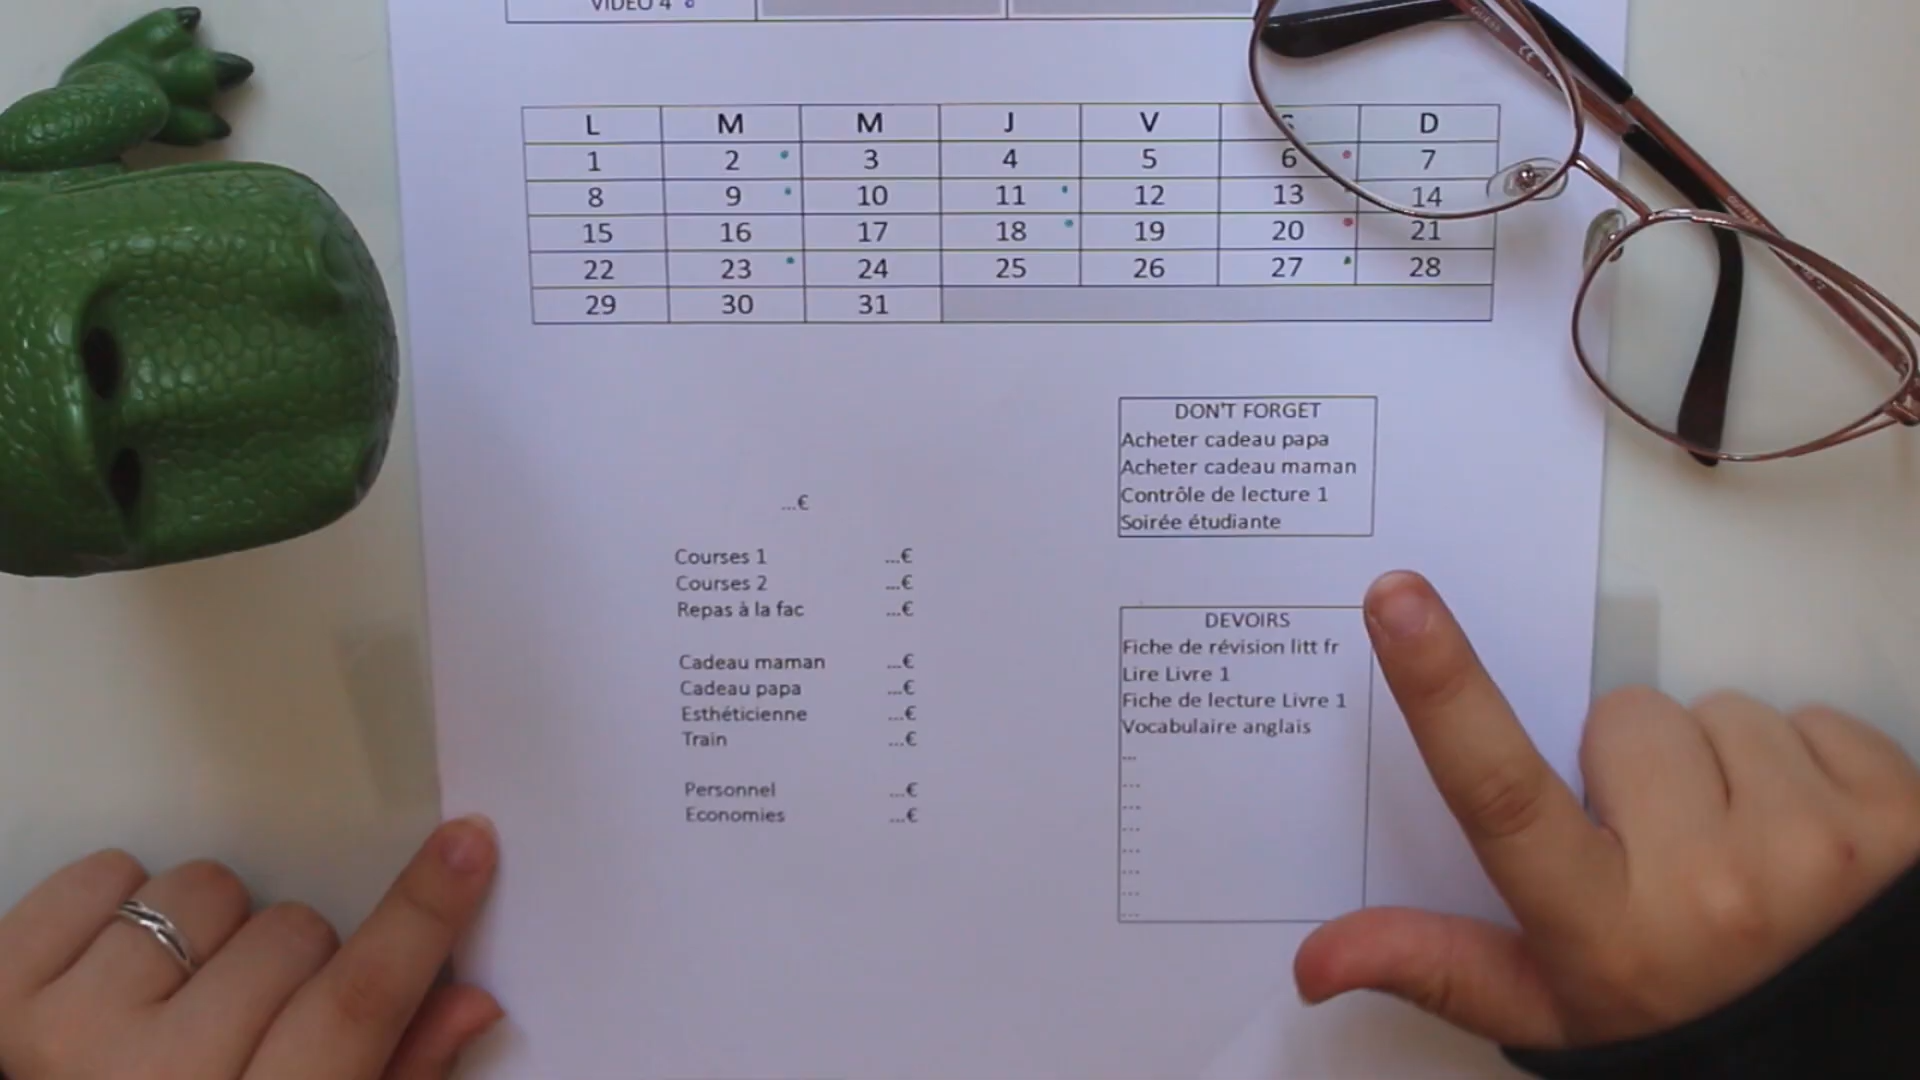 VIDEO 4
L M M J V S D
1 2 3 4 5 6 7
8 9 10 11 12 13 14
15 16 17 18 19 20 21
22 23 24 25 26 27 28
29 30 31
DON'T FORGET
Acheter cadeau papa
Acheter cadeau maman
Contrôle de lecture 1
Soirée étudiante
...€
Courses 1 ...€
Courses 2 ...€
Repas à la fac ...€
Cadeau maman ...€
Cadeau papa ...€
Esthéticienne ...€
Train ...€
Personnel ...€
Economies ...€
DEVOIRS
Fiche de révision litt fr
Lire Livre 1
Fiche de lecture Livre 1
Vocabulaire anglais
...
...
...
...
...
...
...
...
GUESS CE